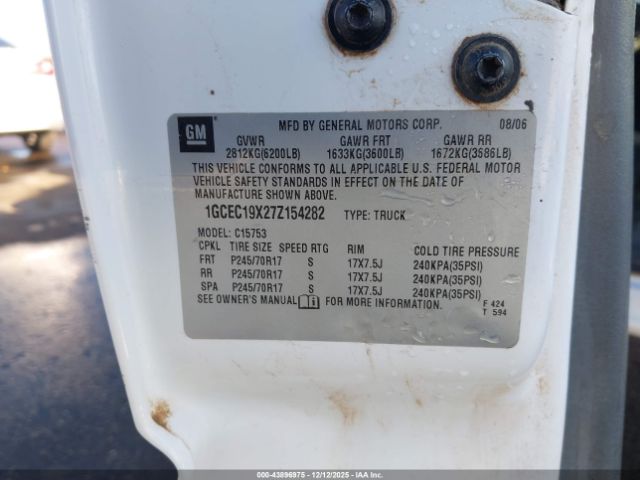 GM
MFD BY GENERAL MOTORS CORP. 08/06
GVWR GAWR FRT GAWR RR
2812KG(6200LB) 1633KG(3600LB) 1672KG(3686LB)
THIS VEHICLE CONFORMS TO ALL APPLICABLE U.S. FEDERAL MOTOR
VEHICLE SAFETY STANDARDS IN EFFECT ON THE DATE OF
MANUFACTURE SHOWN ABOVE.
1GCEC19X27Z154282 TYPE: TRUCK
MODEL: C15753
CPKL TIRE SIZE SPEED RTG RIM COLD TIRE PRESSURE
FRT P245/70R17 S 17X7.5J 240KPA(35PSI)
RR P245/70R17 S 17X7.5J 240KPA(35PSI)
SPA P245/70R17 S 17X7.5J 240KPA(35PSI)
SEE OWNER'S MANUAL FOR MORE INFORMATION.
F 424
T 594
000-43896975 - 12/12/2025 - IAA Inc.